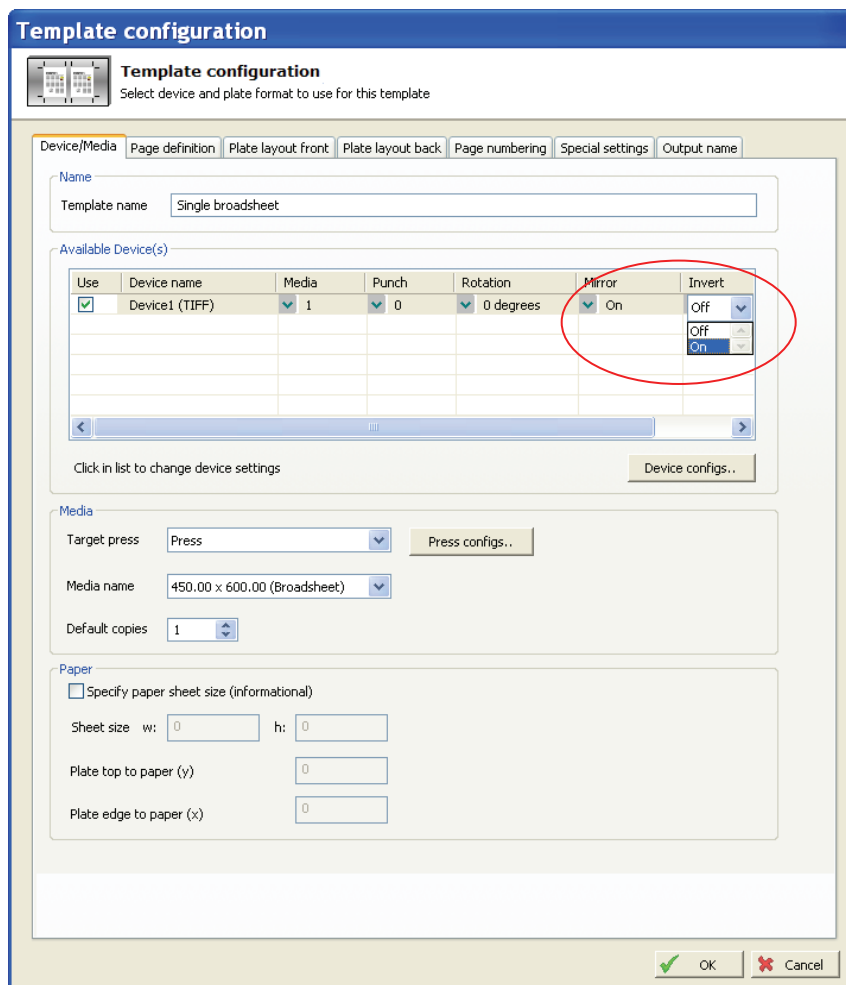 Template configuration
Template configuration
Select device and plate format to use for this template
Device/Media Page definition Plate layout front Plate layout back Page numbering Special settings Output name
Name
Template name Single broadsheet
Available Device(s)
Use Device name Media Punch Rotation Mirror Invert
Device1 (TIFF) 1 0 0 degrees On Off
Off
On
Click in list to change device settings Device configs..
Media
Target press Press Press configs..
Media name 450.00 x 600.00 (Broadsheet)
Default copies 1
Paper
Specify paper sheet size (informational)
Sheet size w: 0 h: 0
Plate top to paper (y) 0
Plate edge to paper (x) 0
OK Cancel